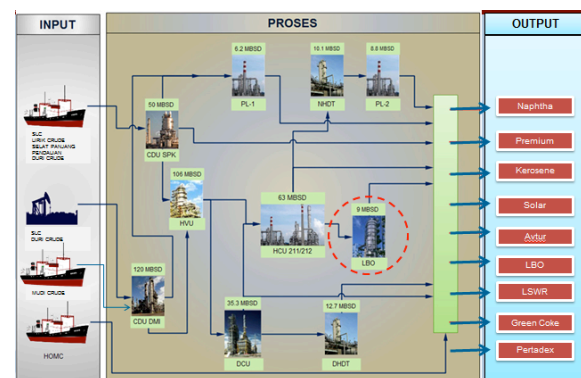 INPUT
PROSES
OUTPUT
SLC
LIRIK CRUDE
SELAT PANJANG
PENDALIAN
DURI CRUDE
SLC
DURI CRUDE
MUDI CRUDE
HOMC
6.2 MBSD
PL-1
10.1 MBSD
NHDT
8.8 MBSD
PL-2
50 MBSD
CDU SPK
106 MBSD
HVU
63 MBSD
HCU 211/212
9 MBSD
LBO
120 MBSD
CDU DMI
35.3 MBSD
DCU
12.7 MBSD
DHDT
Naphtha
Premium
Kerosene
Solar
Avtur
LBO
LSWR
Green Coke
Pertadex